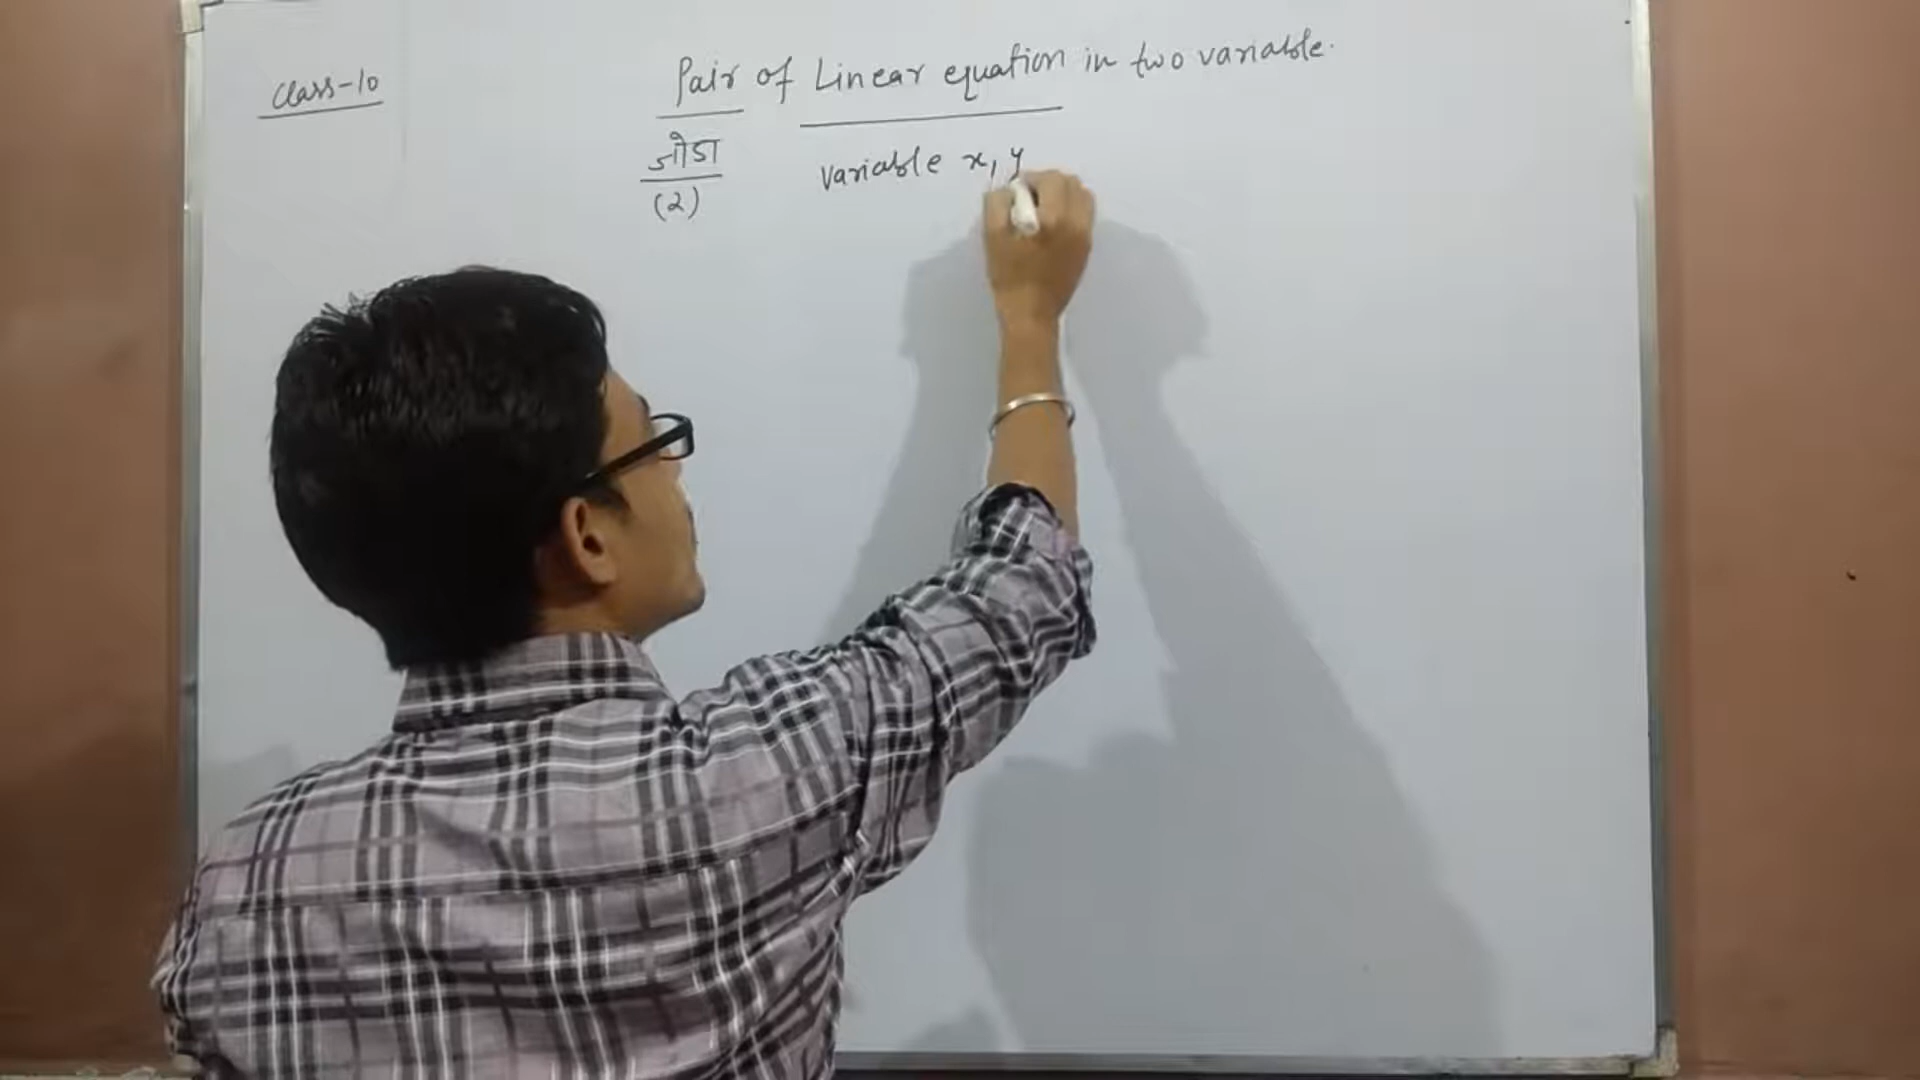 Class-10
Pair of Linear equation in two variable.
जोडा
(2)
variable x, y